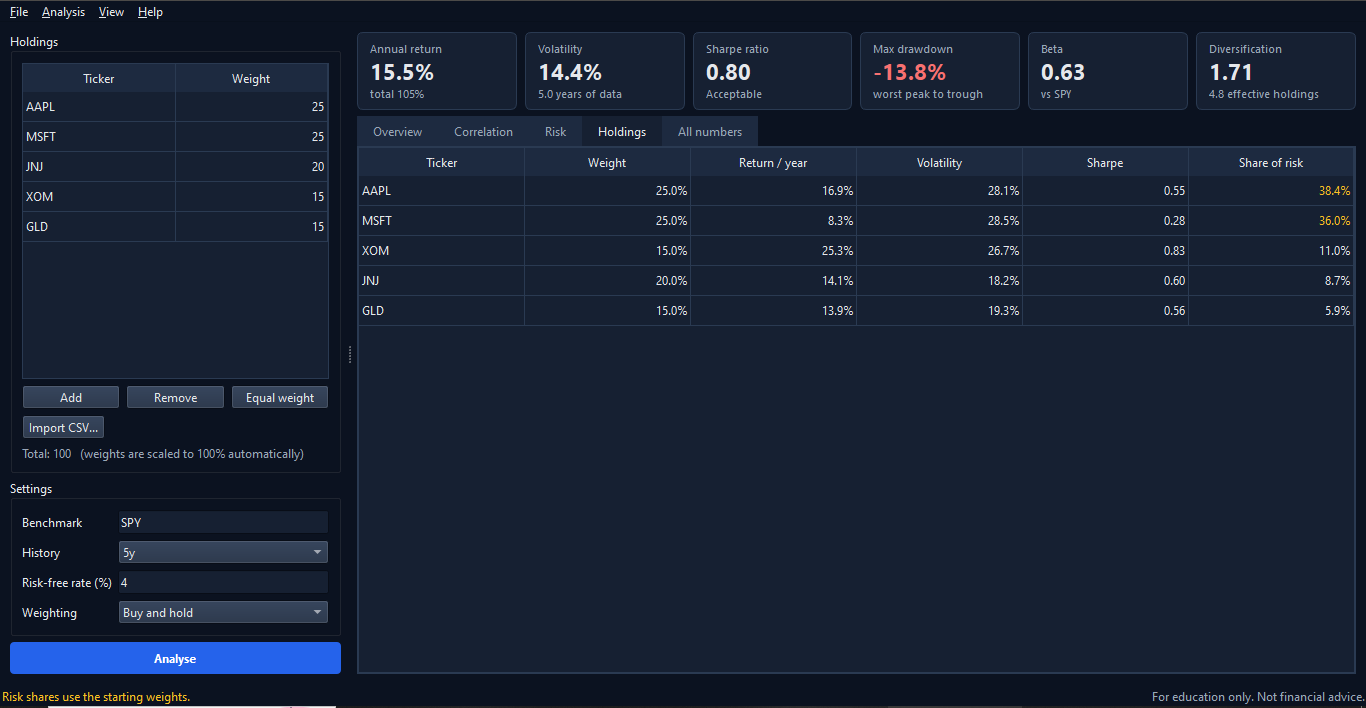 File Analysis View Help
Holdings
Ticker Weight
AAPL 25
MSFT 25
JNJ 20
XOM 15
GLD 15
Add Remove Equal weight
Import CSV...
Total: 100 (weights are scaled to 100% automatically)
Settings
Benchmark SPY
History 5y
Risk-free rate (%) 4
Weighting Buy and hold
Analyse
Risk shares use the starting weights.
Annual return
15.5%
total 105%
Volatility
14.4%
5.0 years of data
Sharpe ratio
0.80
Acceptable
Max drawdown
-13.8%
worst peak to trough
Beta
0.63
vs SPY
Diversification
1.71
4.8 effective holdings
Overview Correlation Risk Holdings All numbers
Ticker Weight Return / year Volatility Sharpe Share of risk
AAPL 25.0% 16.9% 28.1% 0.55 38.4%
MSFT 25.0% 8.3% 28.5% 0.28 36.0%
XOM 15.0% 25.3% 26.7% 0.83 11.0%
JNJ 20.0% 14.1% 18.2% 0.60 8.7%
GLD 15.0% 13.9% 19.3% 0.56 5.9%
For education only. Not financial advice.